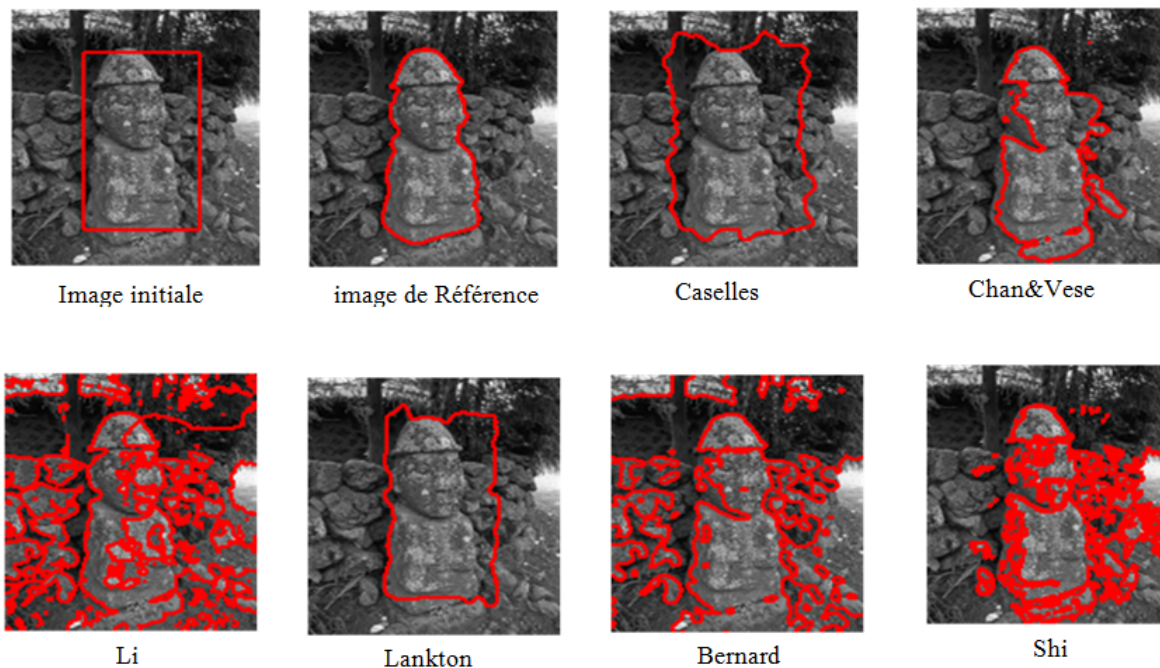 Image initiale
image de Référence
Caselles
Chan&Vese
Li
Lankton
Bernard
Shi